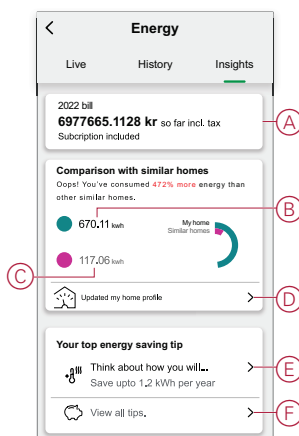 Energy
Live History Insights
2022 bill
6977665.1128 kr so far incl. tax
Subcription included
A
Comparison with similar homes
Oops! You've consumed 472% more energy than
other similar homes.
B
670.11 kwh
My home
Similar homes
C
117.06 kwh
Updated my home profile
D
Your top energy saving tip
Think about how you will...
E
Save upto 1.2 kWh per year
View all tips.
F